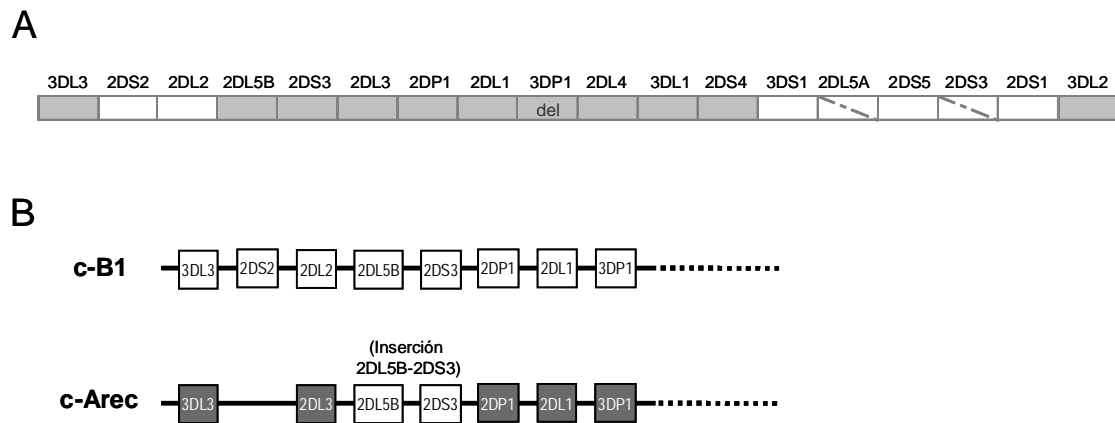 A
3DL3 2DS2 2DL2 2DL5B 2DS3 2DL3 2DP1 2DL1 3DP1 2DL4 3DL1 2DS4 3DS1 2DL5A 2DS5 2DS3 2DS1 3DL2
del
B
c-B1 3DL3 2DS2 2DL2 2DL5B 2DS3 2DP1 2DL1 3DP1
(Inserción
2DL5B-2DS3)
c-Arec 3DL3 2DL3 2DL5B 2DS3 2DP1 2DL1 3DP1